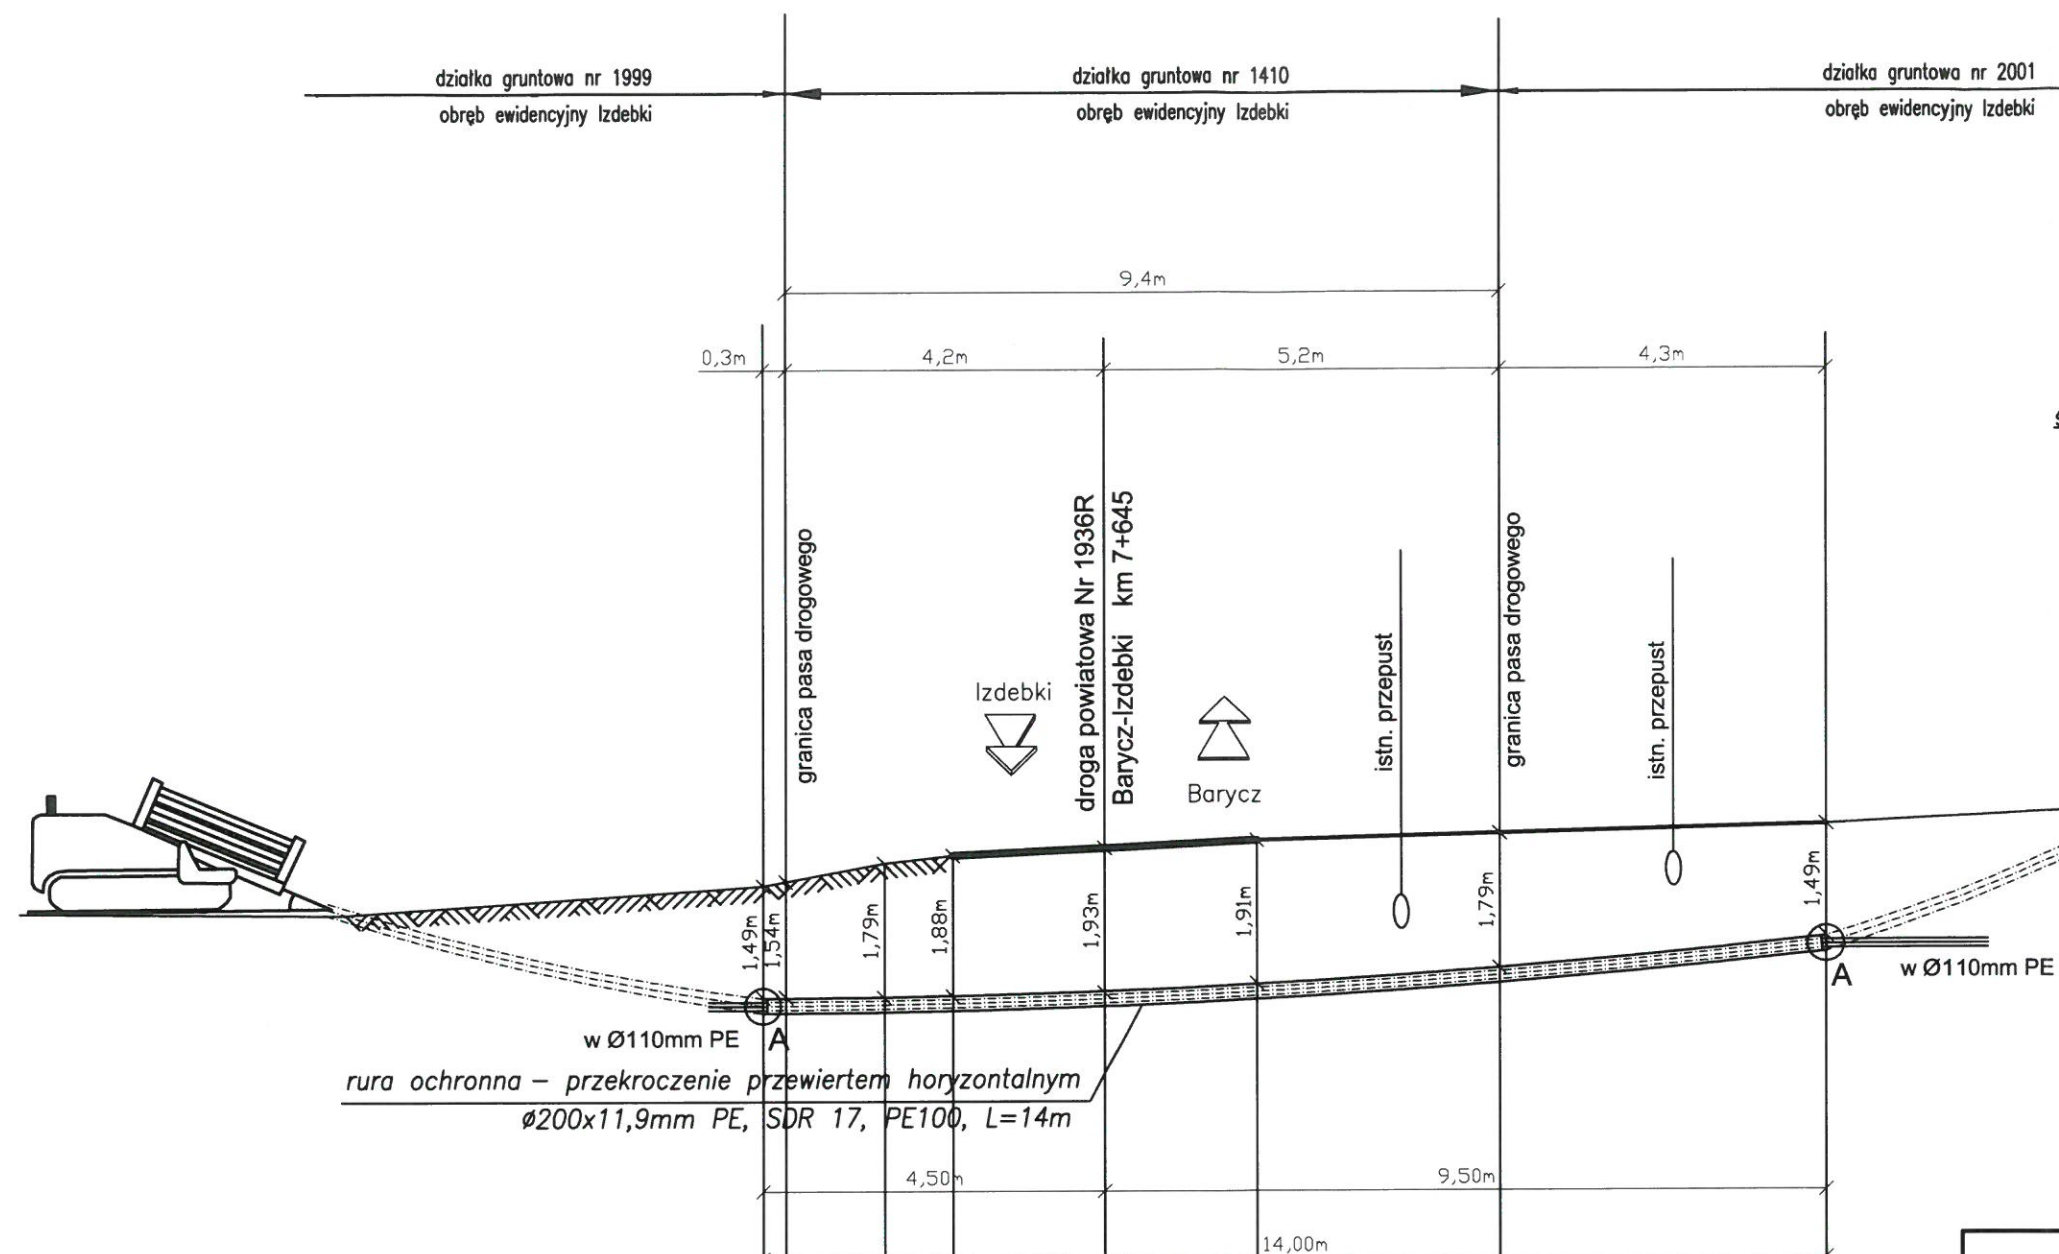 działka gruntowa nr 1999
obręb ewidencyjny Izdebki
działka gruntowa nr 1410
obręb ewidencyjny Izdebki
działka gruntowa nr 2001
obręb ewidencyjny Izdebki
9,4m
0,3m
4,2m
5,2m
4,3m
granica pasa drogowego
droga powiatowa Nr 1936R
Barycz-Izdebki km 7+645
granica pasa drogowego
istn. przepust
istn. przepust
Izdebki
Barycz
1,49m
1,54m
1,79m
1,88m
1,93m
1,91m
1,79m
1,49m
A
w Ø110mm PE
w Ø110mm PE
A
rura ochronna – przekroczenie przewiertem horyzontalnym
ø200x11,9mm PE, SDR 17, PE100, L=14m
4,50m
9,50m
14,00m